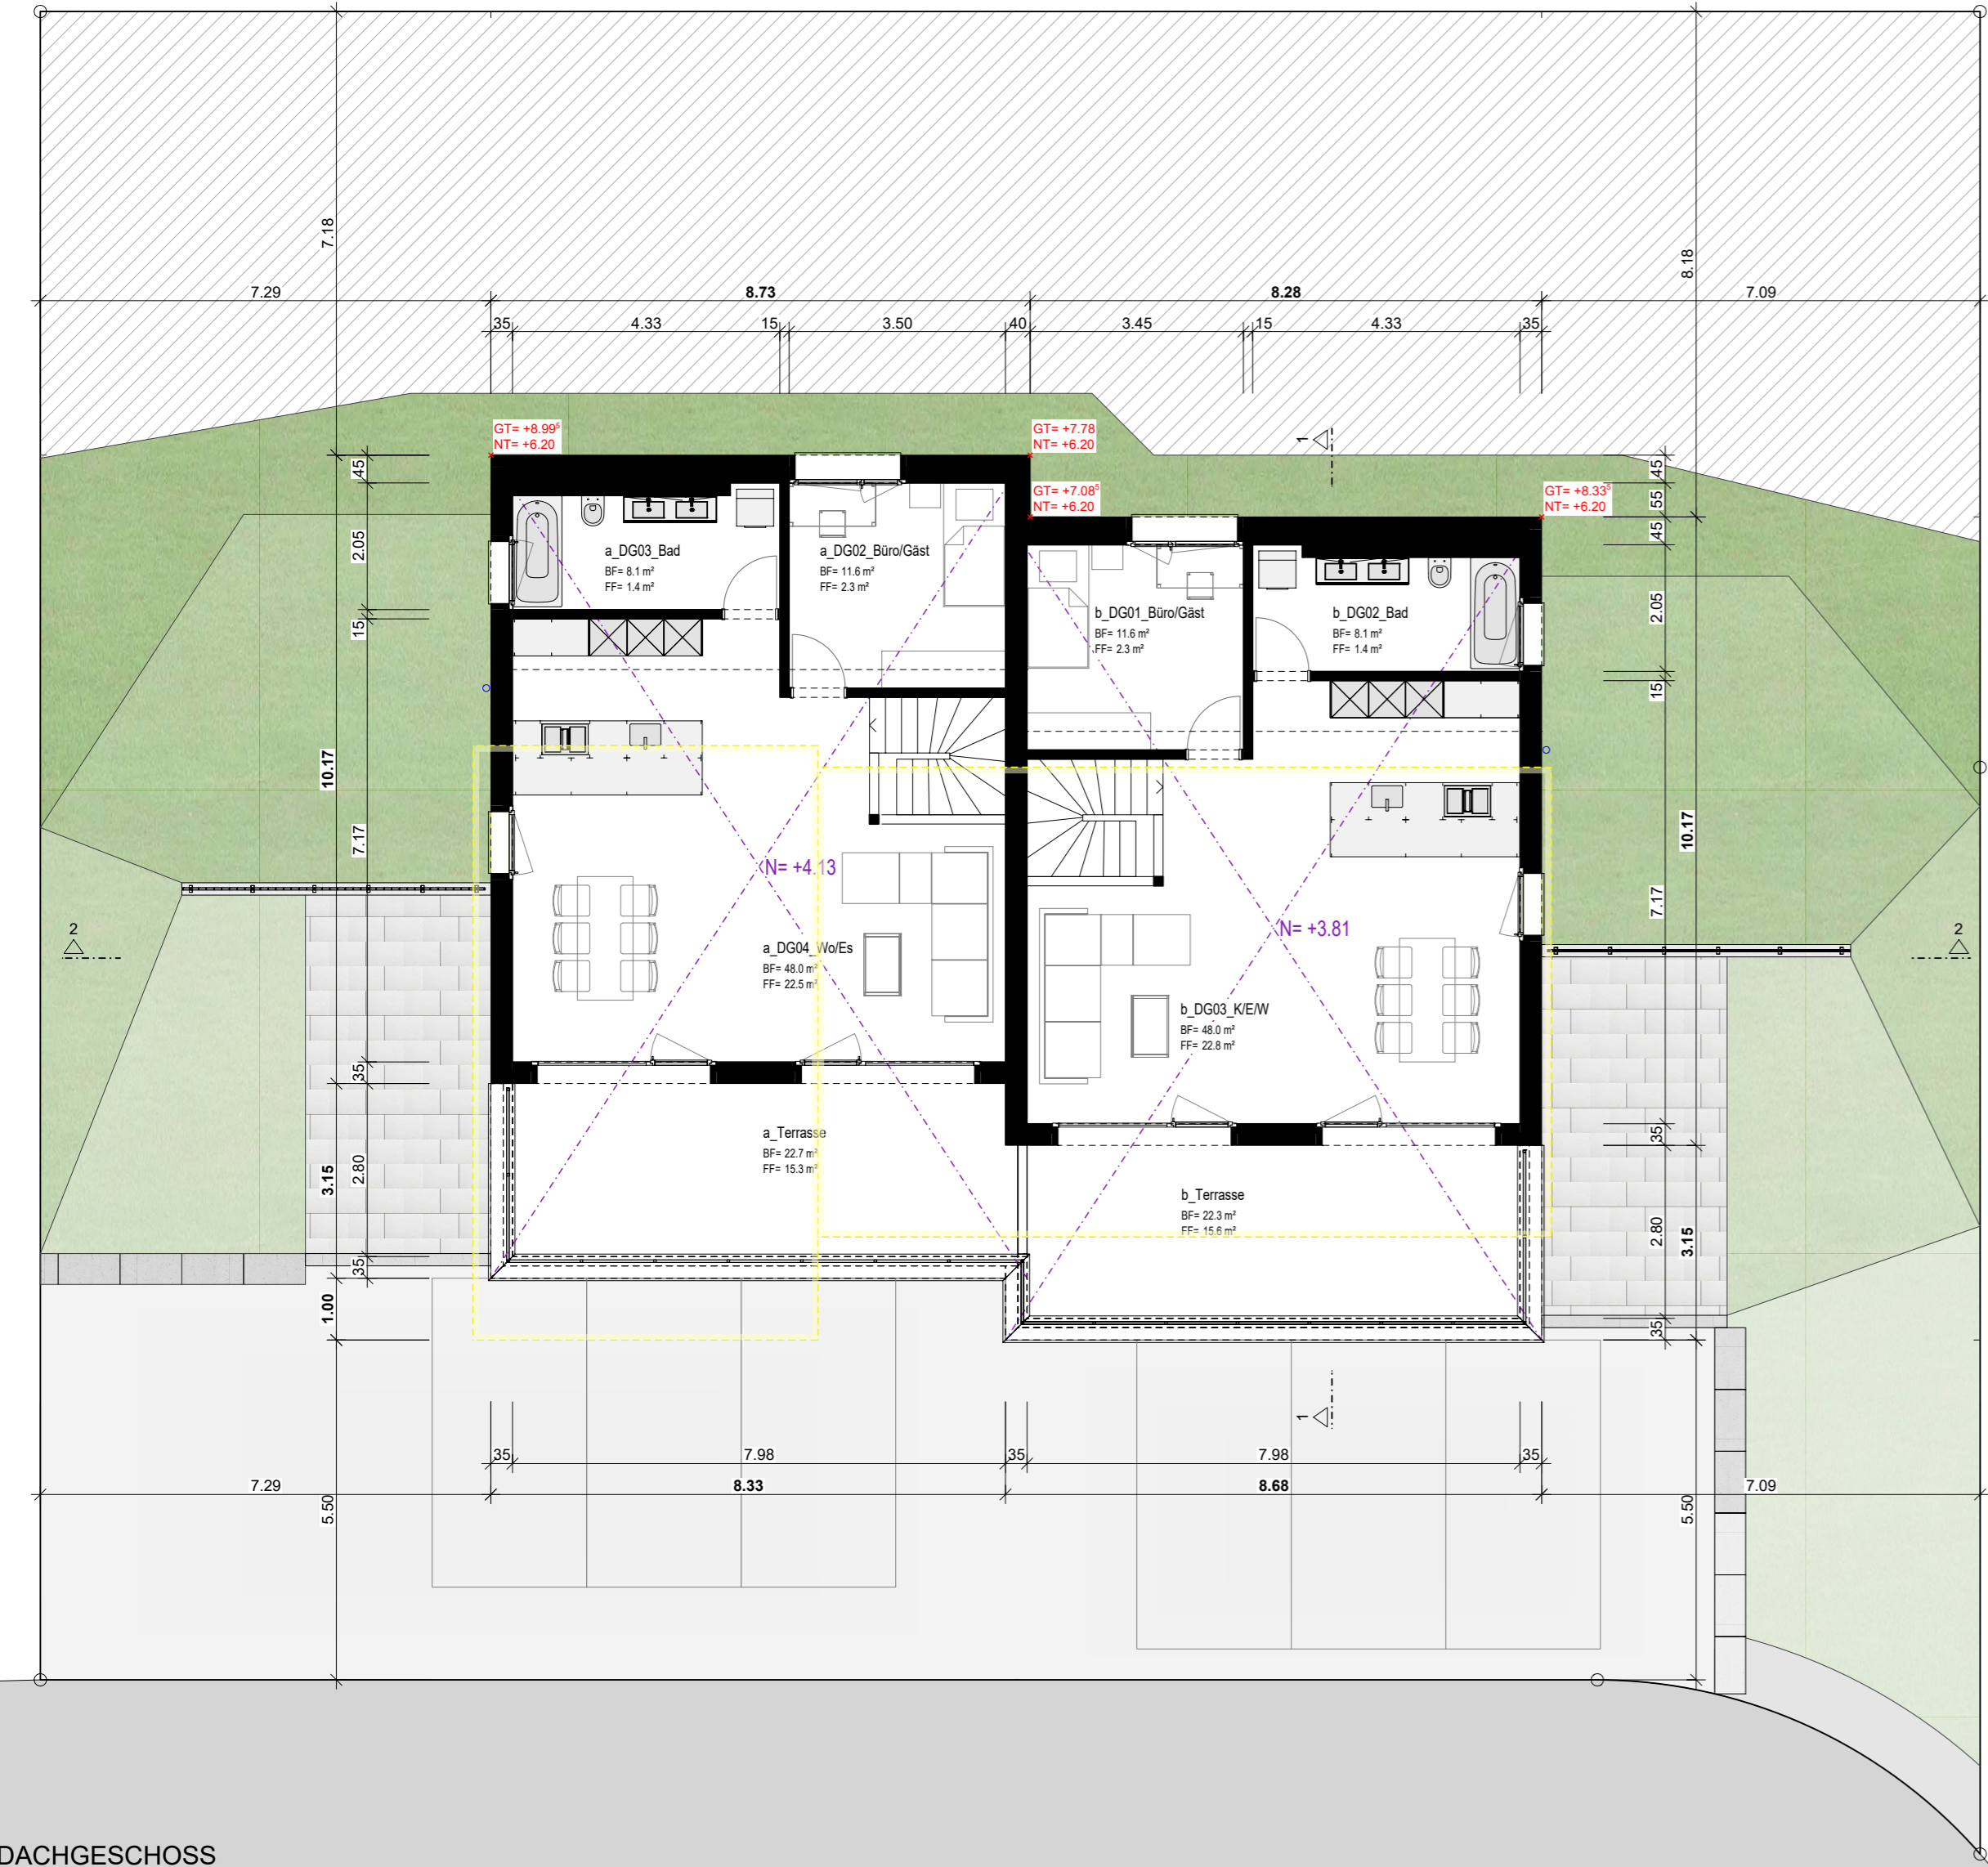 7.18
8.18
7.29
8.73
8.28
7.09
35
4.33
15
3.50
40
3.45
15
4.33
35
GT= +8.99⁵
NT= +6.20
GT= +7.78
NT= +6.20
1
GT= +7.08⁵
NT= +6.20
GT= +8.33⁵
NT= +6.20
45
2.05
15
10.17
7.17
35
3.15
2.80
35
1.00
5.50
45
55
45
2.05
15
10.17
7.17
35
2.80
3.15
35
5.50
a_DG03_Bad
BF= 8.1 m²
FF= 1.4 m²
a_DG02_Büro/Gäst
BF= 11.6 m²
FF= 2.3 m²
b_DG01_Büro/Gäst
BF= 11.6 m²
FF= 2.3 m²
b_DG02_Bad
BF= 8.1 m²
FF= 1.4 m²
N= +4.13
N= +3.81
2
2
a_DG04_Wo/Es
BF= 48.0 m²
FF= 22.5 m²
b_DG03_K/E/W
BF= 48.0 m²
FF= 22.8 m²
a_Terrasse
BF= 22.7 m²
FF= 15.3 m²
b_Terrasse
BF= 22.3 m²
FF= 15.6 m²
1
35
7.98
35
7.98
35
7.29
8.33
8.68
7.09
DACHGESCHOSS